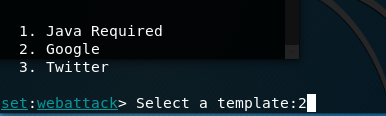 1. Java Required
2. Google
3. Twitter
set:webattack> Select a template:2